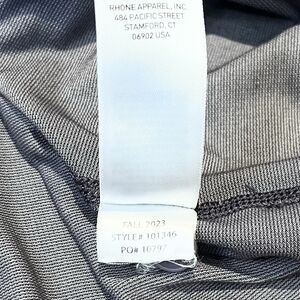 RHONE APPAREL, INC.
484 PACIFIC STREET
STAMFORD, CT
06902 USA
FALL 2023
STYLE# 101346
PO# 10797